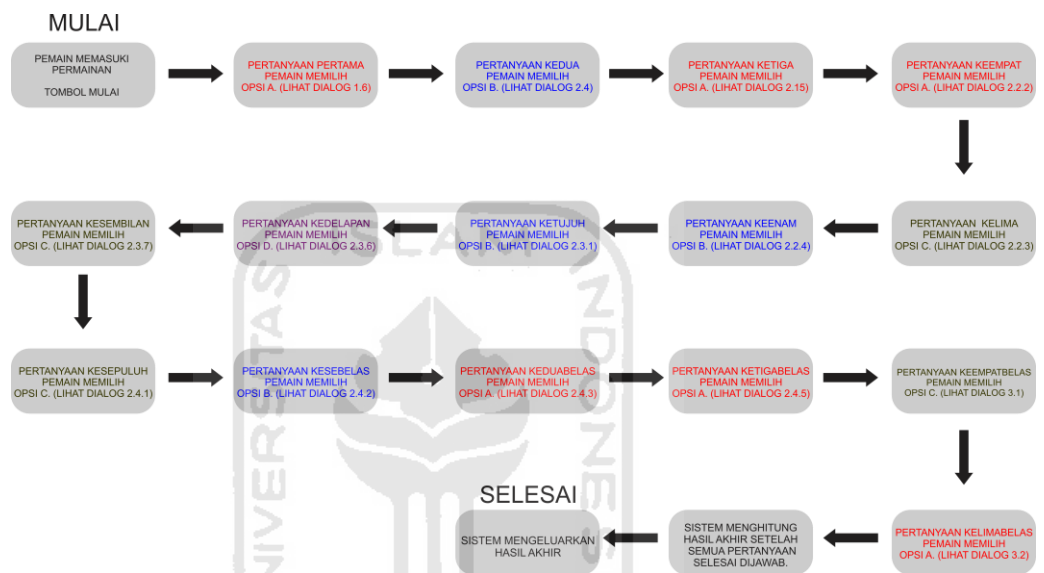 MULAI
PEMAIN MEMASUKI
PERMAINAN
TOMBOL MULAI
PERTANYAAN PERTAMA
PEMAIN MEMILIH
OPSI A. (LIHAT DIALOG 1.6)
PERTANYAAN KEDUA
PEMAIN MEMILIH
OPSI B. (LIHAT DIALOG 2.4)
PERTANYAAN KETIGA
PEMAIN MEMILIH
OPSI A. (LIHAT DIALOG 2.15)
PERTANYAAN KEEMPAT
PEMAIN MEMILIH
OPSI A. (LIHAT DIALOG 2.2.2)
PERTANYAAN KELIMA
PEMAIN MEMILIH
OPSI C. (LIHAT DIALOG 2.2.3)
PERTANYAAN KEENAM
PEMAIN MEMILIH
OPSI B. (LIHAT DIALOG 2.2.4)
PERTANYAAN KETUJUH
PEMAIN MEMILIH
OPSI B. (LIHAT DIALOG 2.3.1)
PERTANYAAN KEDELAPAN
PEMAIN MEMILIH
OPSI D. (LIHAT DIALOG 2.3.6)
PERTANYAAN KESEMBILAN
PEMAIN MEMILIH
OPSI C. (LIHAT DIALOG 2.3.7)
PERTANYAAN KESEPULUH
PEMAIN MEMILIH
OPSI C. (LIHAT DIALOG 2.4.1)
PERTANYAAN KESEBELAS
PEMAIN MEMILIH
OPSI B. (LIHAT DIALOG 2.4.2)
PERTANYAAN KEDUABELAS
PEMAIN MEMILIH
OPSI A. (LIHAT DIALOG 2.4.3)
PERTANYAAN KETIGABELAS
PEMAIN MEMILIH
OPSI A. (LIHAT DIALOG 2.4.5)
PERTANYAAN KEEMPATBELAS
PEMAIN MEMILIH
OPSI C. (LIHAT DIALOG 3.1)
PERTANYAAN KELIMABELAS
PEMAIN MEMILIH
OPSI A. (LIHAT DIALOG 3.2)
SISTEM MENGHITUNG
HASIL AKHIR SETELAH
SEMUA PERTANYAAN
SELESAI DIJAWAB.
SELESAI
SISTEM MENGELUARKAN
HASIL AKHIR
UNIVERSITAS
ISLAM
INDONES